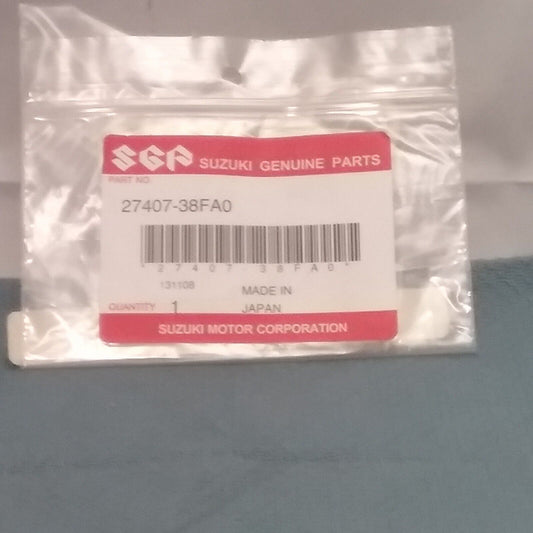 SGP SUZUKI GENUINE PARTS
PART NO.
27407-38FA0
*27407 38FA0*
131108
MADE IN
QUANTITY 1 JAPAN
SUZUKI MOTOR CORPORATION